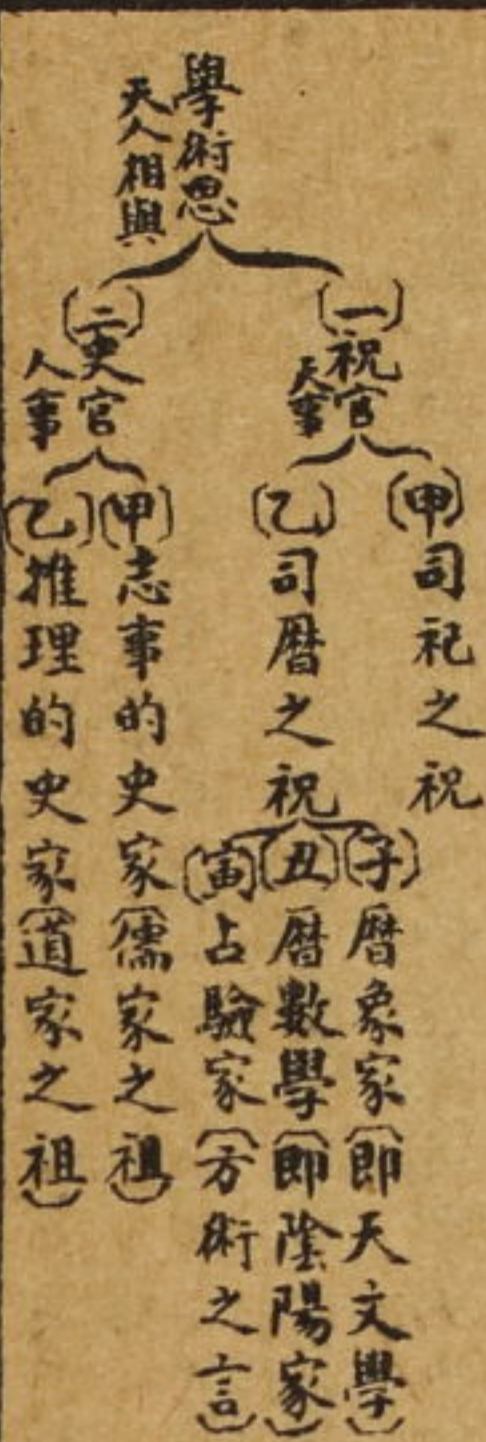 學術思
天人相與
(一)祝官
天事
(甲)司祀之祝
(乙)司曆之祝
(子)曆象家(即天文學)
(丑)曆數學(即陰陽家)
(寅)占驗家(方術之言)
(二)史官
人事
(甲)志事的史家(儒家之祖)
(乙)推理的史家(道家之祖)